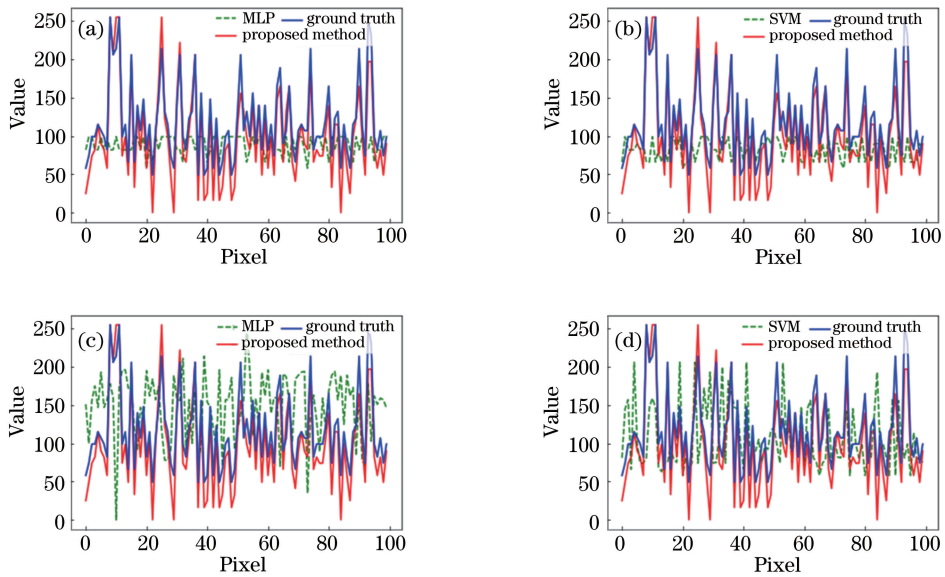 (a)
MLP ground truth
proposed method
250
200
150
100
50
0
Value
0 20 40 60 80 100
Pixel
(b)
SVM ground truth
proposed method
250
200
150
100
50
0
Value
0 20 40 60 80 100
Pixel
(c)
MLP ground truth
proposed method
250
200
150
100
50
0
Value
0 20 40 60 80 100
Pixel
(d)
SVM ground truth
proposed method
250
200
150
100
50
0
Value
0 20 40 60 80 100
Pixel